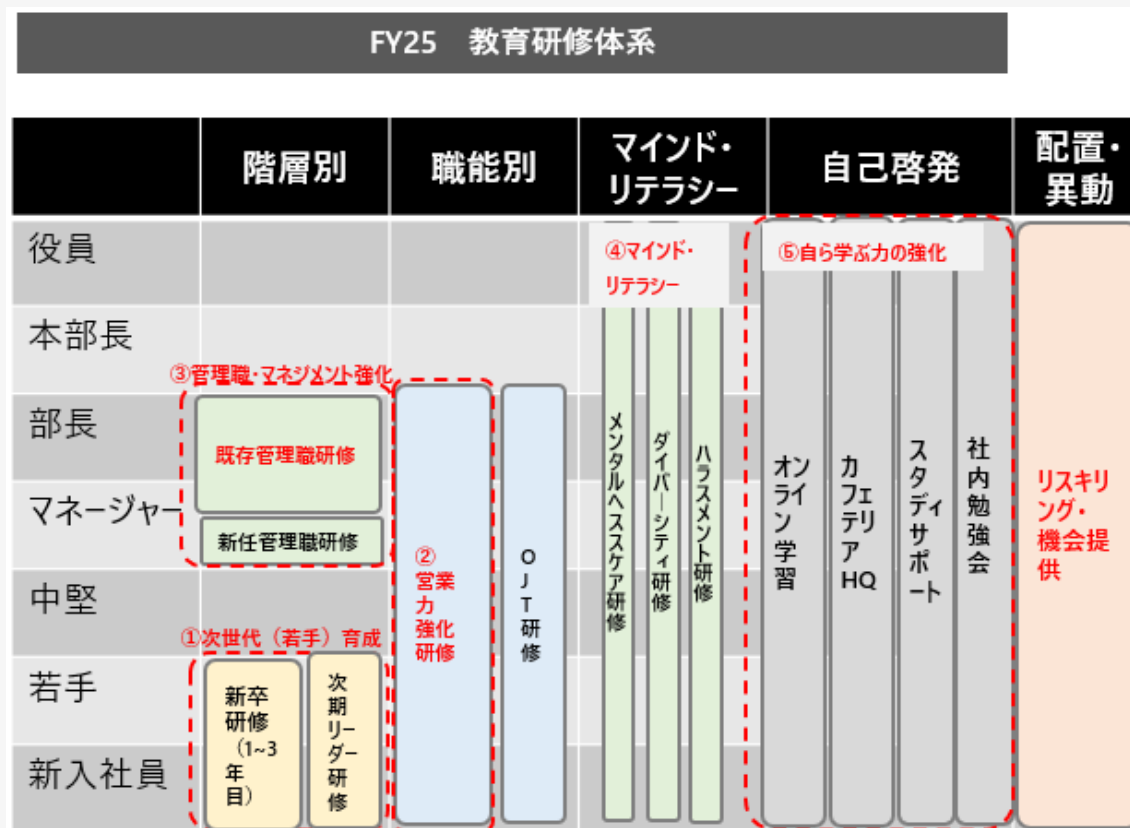 FY25 教育研修体系
階層別
職能別
マインド・
リテラシー
自己啓発
配置・
異動
役員
本部長
部長
マネージャー
中堅
若手
新入社員
③管理職・マネジメント強化
既存管理職研修
新任管理職研修
①次世代（若手）育成
新卒
研修
（1~3
年
目）
次期リーダー研修
②
営業
力
強化
研修
OJT研修
④マインド・
リテラシー
メンタルヘススケア研修
ダイバーシティ研修
ハラスメント研修
⑤自ら学ぶ力の強化
オン
ライン
学習
カフェ
テリア
HQ
スタディ
サポート
社内勉強会
リスキリ
ング・
機会提
供